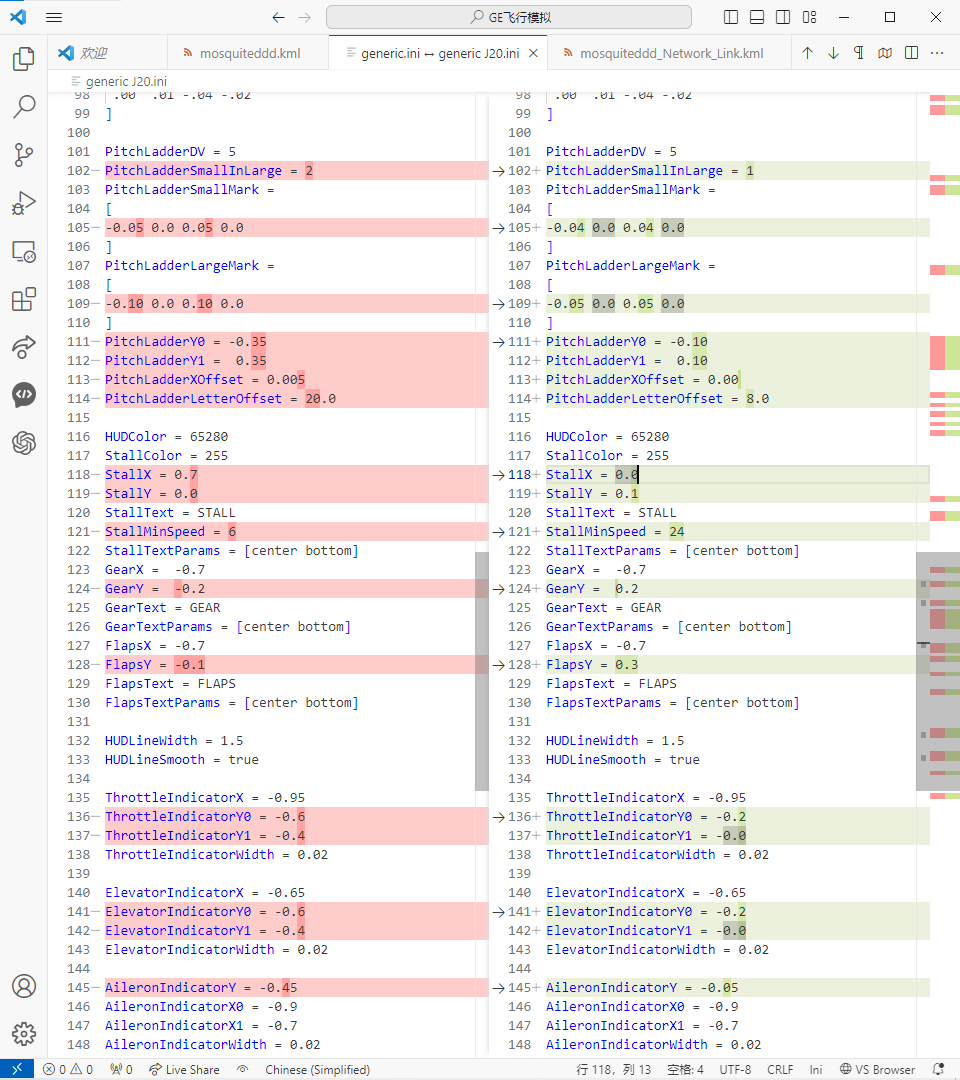 GE飞行模拟
欢迎
mosquiteddd.kml
generic.ini ↔ generic J20.ini
mosquiteddd_Network_Link.kml
generic J20.ini
98 .00 .01 -.04 -.02
99 ]
100
101 PitchLadderDV = 5
102 PitchLadderSmallInLarge = 2
103 PitchLadderSmallMark =
104 [
105 -0.05 0.0 0.05 0.0
106 ]
107 PitchLadderLargeMark =
108 [
109 -0.10 0.0 0.10 0.0
110 ]
111 PitchLadderY0 = -0.35
112 PitchLadderY1 =  0.35
113 PitchLadderXOffset = 0.005
114 PitchLadderLetterOffset = 20.0
115
116 HUDColor = 65280
117 StallColor = 255
118 StallX = 0.7
119 StallY = 0.0
120 StallText = STALL
121 StallMinSpeed = 6
122 StallTextParams = [center bottom]
123 GearX =  -0.7
124 GearY =  -0.2
125 GearText = GEAR
126 GearTextParams = [center bottom]
127 FlapsX = -0.7
128 FlapsY = -0.1
129 FlapsText = FLAPS
130 FlapsTextParams = [center bottom]
131
132 HUDLineWidth = 1.5
133 HUDLineSmooth = true
134
135 ThrottleIndicatorX = -0.95
136 ThrottleIndicatorY0 = -0.6
137 ThrottleIndicatorY1 = -0.4
138 ThrottleIndicatorWidth = 0.02
139
140 ElevatorIndicatorX = -0.65
141 ElevatorIndicatorY0 = -0.6
142 ElevatorIndicatorY1 = -0.4
143 ElevatorIndicatorWidth = 0.02
144
145 AileronIndicatorY = -0.45
146 AileronIndicatorX0 = -0.9
147 AileronIndicatorX1 = -0.7
148 AileronIndicatorWidth = 0.02
98 .00 .01 -.04 -.02
99 ]
100
101 PitchLadderDV = 5
102 PitchLadderSmallInLarge = 1
103 PitchLadderSmallMark =
104 [
105 -0.04 0.0 0.04 0.0
106 ]
107 PitchLadderLargeMark =
108 [
109 -0.05 0.0 0.05 0.0
110 ]
111 PitchLadderY0 = -0.10
112 PitchLadderY1 =  0.10
113 PitchLadderXOffset = 0.00
114 PitchLadderLetterOffset = 8.0
115
116 HUDColor = 65280
117 StallColor = 255
118 StallX = 0.0
119 StallY = 0.1
120 StallText = STALL
121 StallMinSpeed = 24
122 StallTextParams = [center bottom]
123 GearX =  -0.7
124 GearY =  0.2
125 GearText = GEAR
126 GearTextParams = [center bottom]
127 FlapsX = -0.7
128 FlapsY = 0.3
129 FlapsText = FLAPS
130 FlapsTextParams = [center bottom]
131
132 HUDLineWidth = 1.5
133 HUDLineSmooth = true
134
135 ThrottleIndicatorX = -0.95
136 ThrottleIndicatorY0 = -0.2
137 ThrottleIndicatorY1 = -0.0
138 ThrottleIndicatorWidth = 0.02
139
140 ElevatorIndicatorX = -0.65
141 ElevatorIndicatorY0 = -0.2
142 ElevatorIndicatorY1 = -0.0
143 ElevatorIndicatorWidth = 0.02
144
145 AileronIndicatorY = -0.05
146 AileronIndicatorX0 = -0.9
147 AileronIndicatorX1 = -0.7
148 AileronIndicatorWidth = 0.02
0 0 0 Live Share Chinese (Simplified) 行 118，列 13 空格: 4 UTF-8 CRLF Ini VS Browser